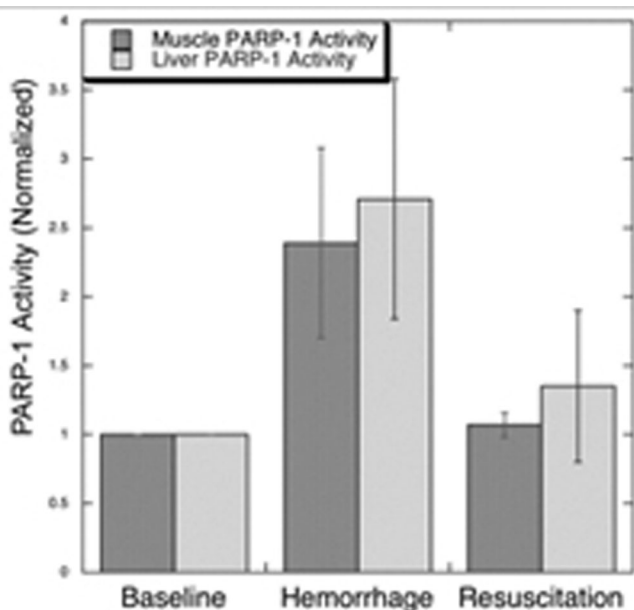 4
Muscle PARP-1 Activity
Liver PARP-1 Activity
3.5
3
2.5
2
1.5
1
0.5
0
PARP-1 Activity (Normalized)
Baseline Hemorrhage Resuscitation